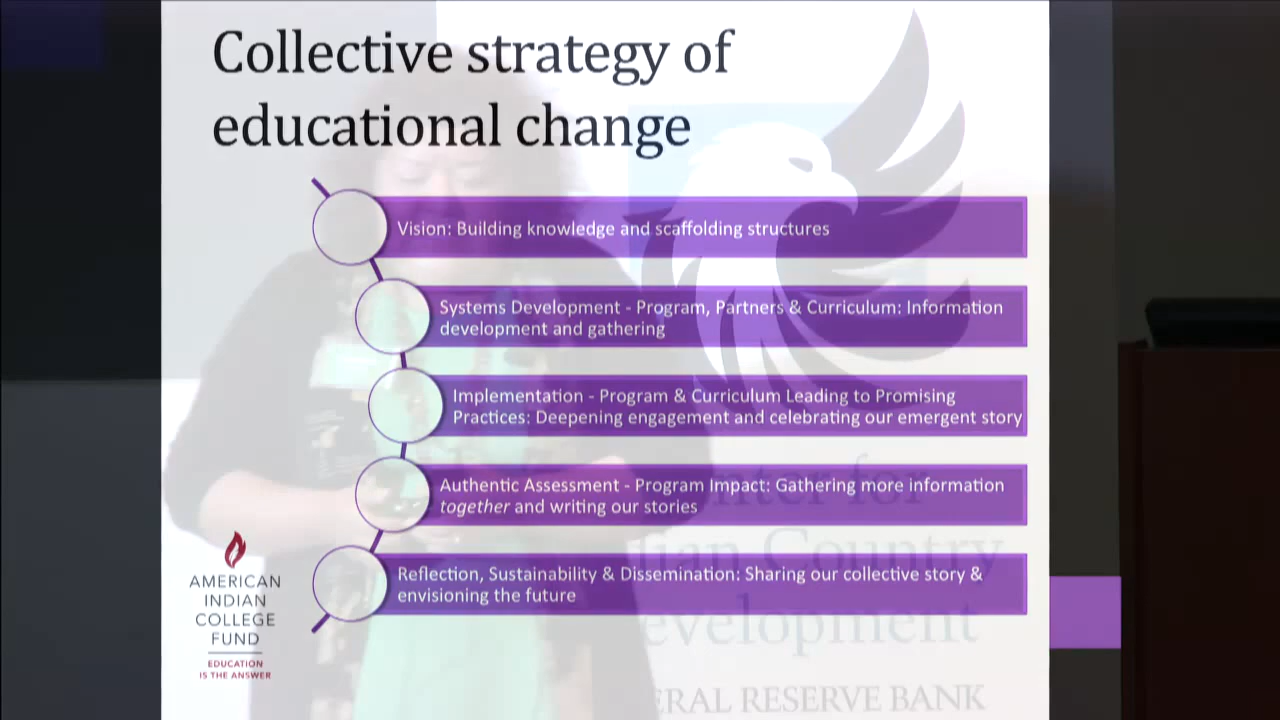 Collective strategy of
educational change
Vision: Building knowledge and scaffolding structures
Systems Development - Program, Partners & Curriculum: Information
development and gathering
Implementation - Program & Curriculum Leading to Promising
Practices: Deepening engagement and celebrating our emergent story
Authentic Assessment - Program Impact: Gathering more information
together and writing our stories
Reflection, Sustainability & Dissemination: Sharing our collective story &
envisioning the future
AMERICAN
INDIAN
COLLEGE
FUND
EDUCATION
IS THE ANSWER
for
Country
RESERVE BANK